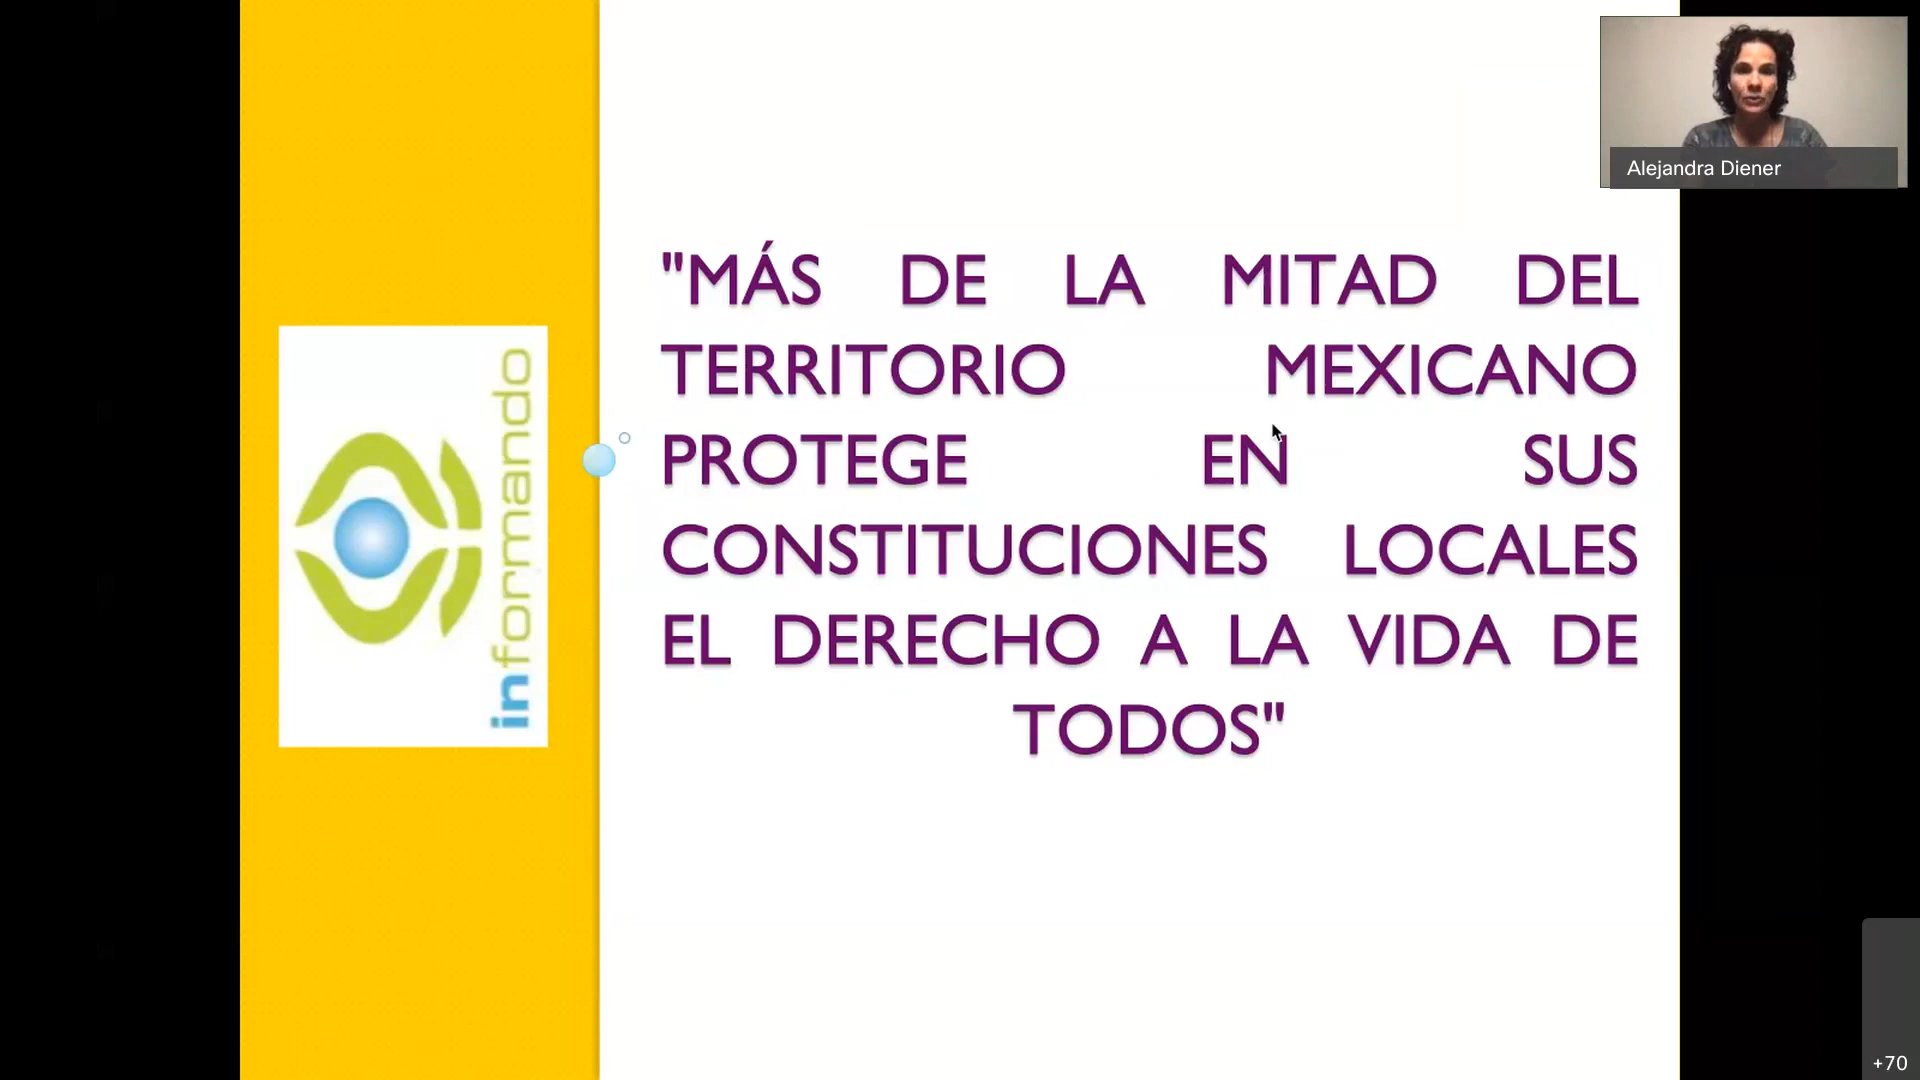 Alejandra Diener
"MÁS DE LA MITAD DEL
TERRITORIO MEXICANO
PROTEGE EN SUS
CONSTITUCIONES LOCALES
EL DERECHO A LA VIDA DE
TODOS"
informando
+70